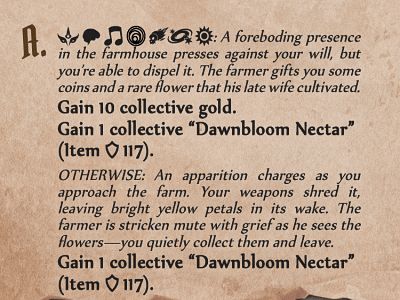 A. : A foreboding presence
in the farmhouse presses against your will, but
you're able to dispel it. The farmer gifts you some
coins and a rare flower that his late wife cultivated.
Gain 10 collective gold.
Gain 1 collective “Dawnbloom Nectar”
(Item 117).
OTHERWISE: An apparition charges as you
approach the farm. Your weapons shred it,
leaving bright yellow petals in its wake. The
farmer is stricken mute with grief as he sees the
flowers—you quietly collect them and leave.
Gain 1 collective “Dawnbloom Nectar”
(Item 117).